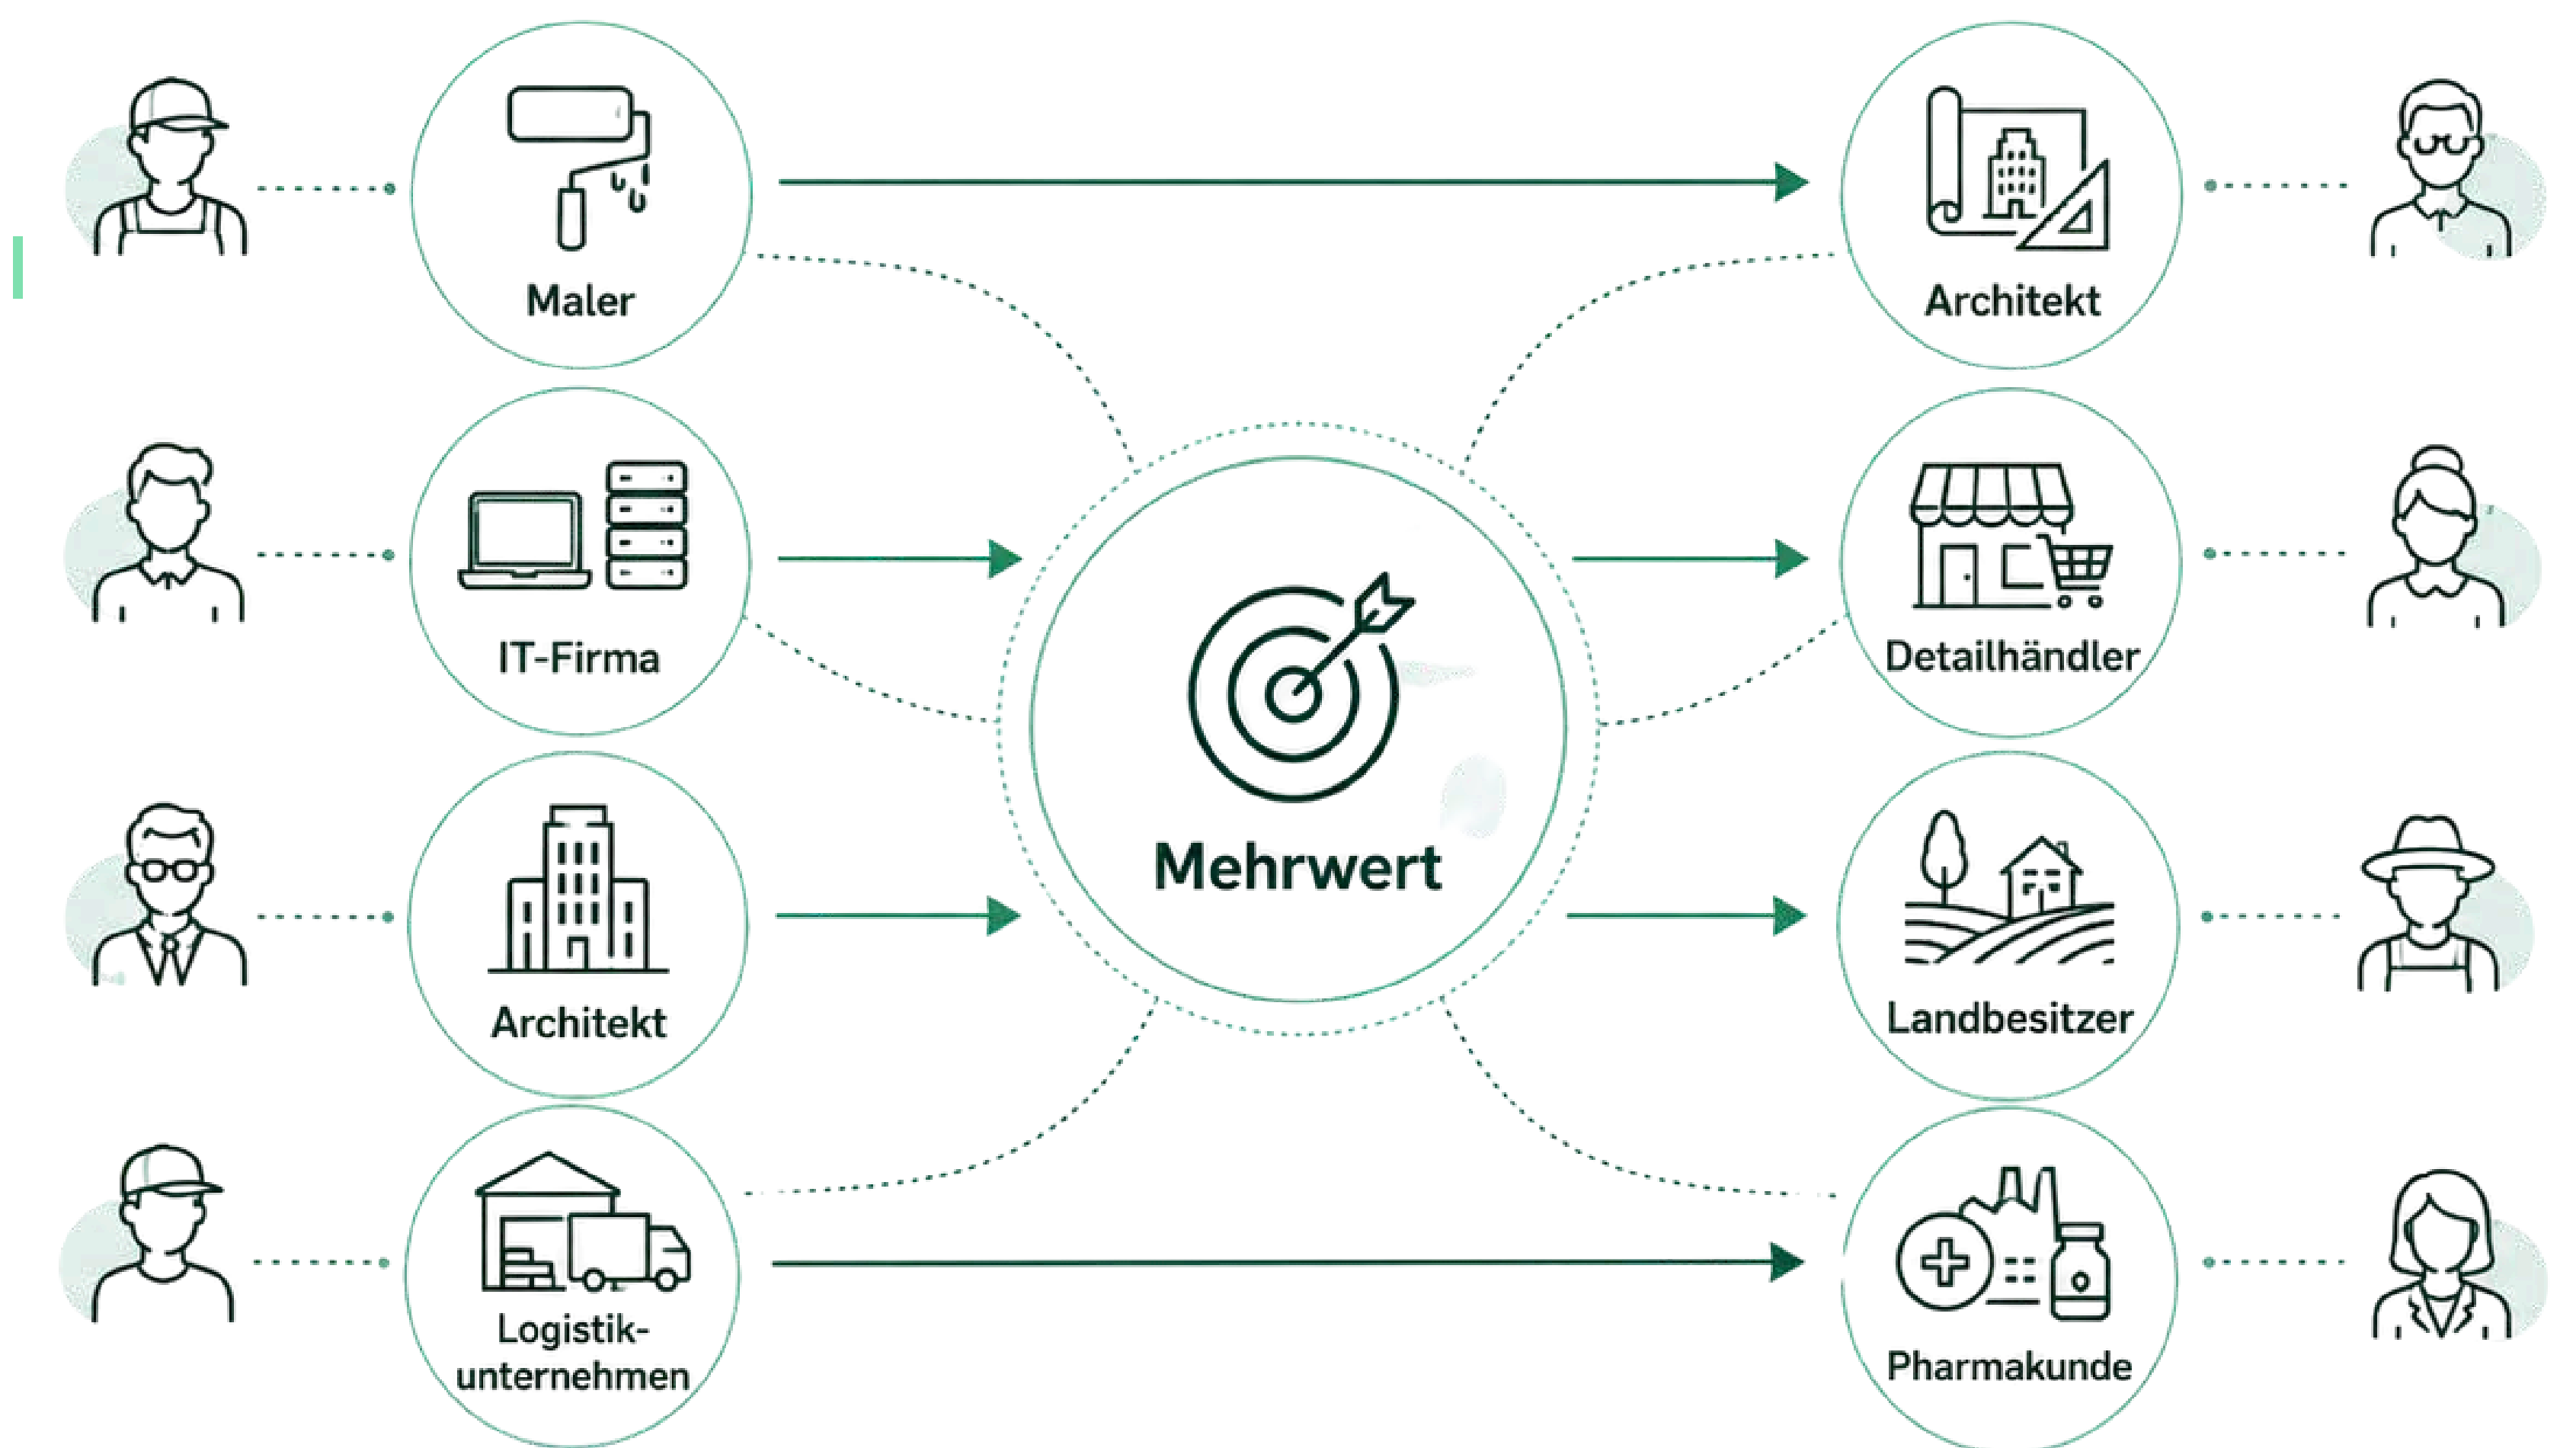 Maler
Architekt
IT-Firma
Detailhändler
Mehrwert
Architekt
Landbesitzer
Logistik-
unternehmen
Pharmakunde